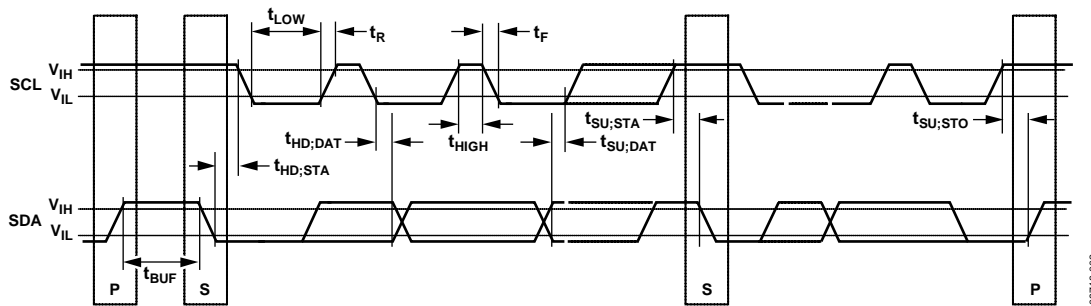 tLOW
tR
tF
SCL
VIH
VIL
tHD;DAT
tHIGH
tSU;STA
tSU;DAT
tSU;STO
tHD;STA
SDA
VIH
VIL
tBUF
P
S
S
P